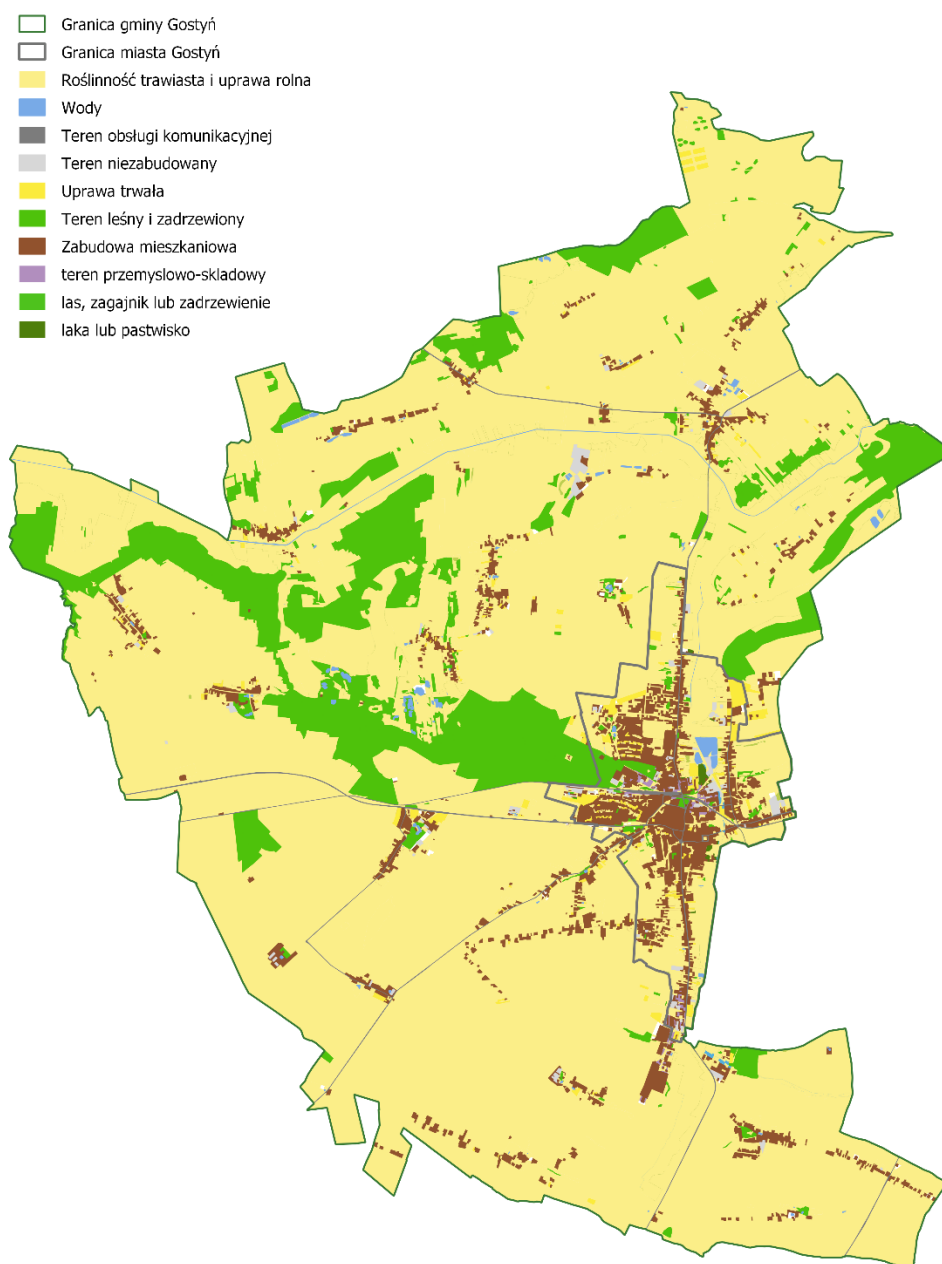 Granica gminy Gostyń
Granica miasta Gostyń
Roślinność trawiasta i uprawa rolna
Wody
Teren obsługi komunikacyjnej
Teren niezabudowany
Uprawa trwała
Teren leśny i zadrzewiony
Zabudowa mieszkaniowa
teren przemyslowo-skladowy
las, zagajnik lub zadrzewienie
laka lub pastwisko